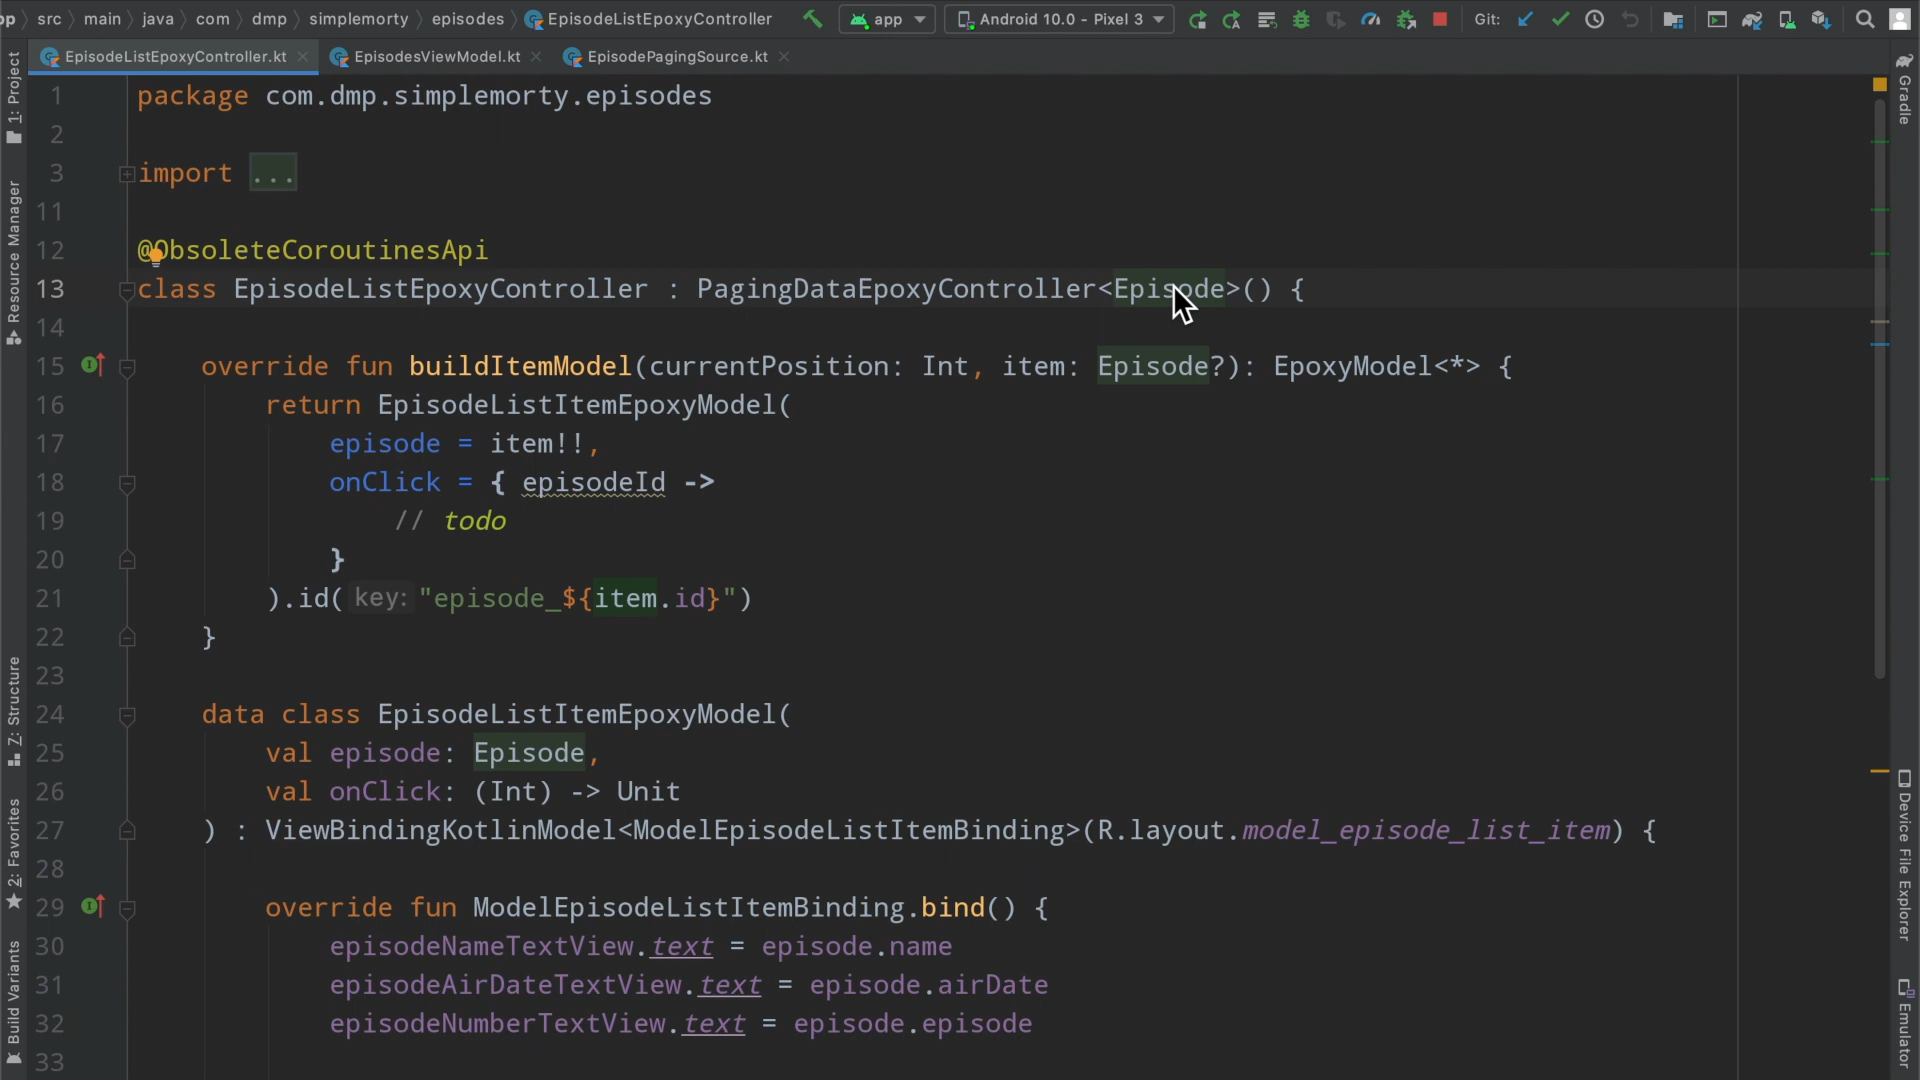 pp src main java com dmp simplemorty episodes EpisodeListEpoxyController app Android 10.0 - Pixel 3 Git:
EpisodeListEpoxyController.kt EpisodesViewModel.kt EpisodePagingSource.kt
1: Project
Resource Manager
Z: Structure
2: Favorites
Build Variants
1 package com.dmp.simplemorty.episodes
2
3 import ...
11
12 @ObsoleteCoroutinesApi
13 class EpisodeListEpoxyController : PagingDataEpoxyController<Episode>() {
14
15 override fun buildItemModel(currentPosition: Int, item: Episode?): EpoxyModel<*> {
16 return EpisodeListItemEpoxyModel(
17 episode = item!!,
18 onClick = { episodeId ->
19 // todo
20 }
21 ).id( key: "episode_${item.id}")
22 }
23
24 data class EpisodeListItemEpoxyModel(
25 val episode: Episode,
26 val onClick: (Int) -> Unit
27 ) : ViewBindingKotlinModel<ModelEpisodeListItemBinding>(R.layout.model_episode_list_item) {
28
29 override fun ModelEpisodeListItemBinding.bind() {
30 episodeNameTextView.text = episode.name
31 episodeAirDateTextView.text = episode.airDate
32 episodeNumberTextView.text = episode.episode
33
Gradle
Device File Explorer
Emulator